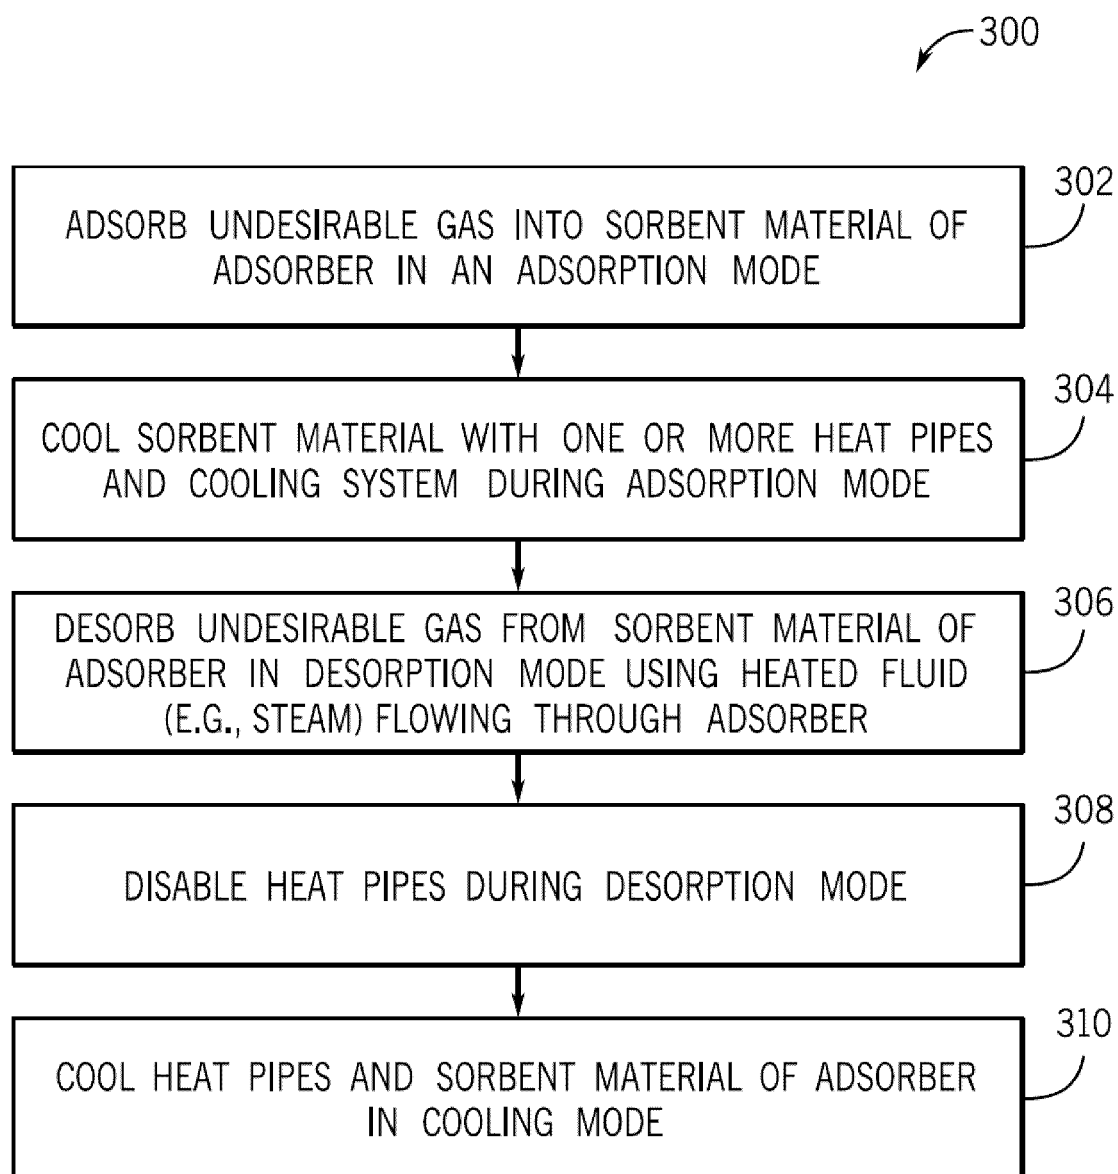 300
302
ADSORB UNDESIRABLE GAS INTO SORBENT MATERIAL OF
ADSORBER IN AN ADSORPTION MODE
304
COOL SORBENT MATERIAL WITH ONE OR MORE HEAT PIPES
AND COOLING SYSTEM DURING ADSORPTION MODE
306
DESORB UNDESIRABLE GAS FROM SORBENT MATERIAL OF
ADSORBER IN DESORPTION MODE USING HEATED FLUID
(E.G., STEAM) FLOWING THROUGH ADSORBER
308
DISABLE HEAT PIPES DURING DESORPTION MODE
310
COOL HEAT PIPES AND SORBENT MATERIAL OF ADSORBER
IN COOLING MODE